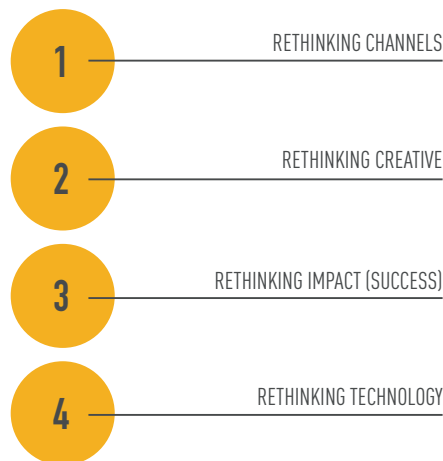 1
RETHINKING CHANNELS
2
RETHINKING CREATIVE
3
RETHINKING IMPACT (SUCCESS)
4
RETHINKING TECHNOLOGY